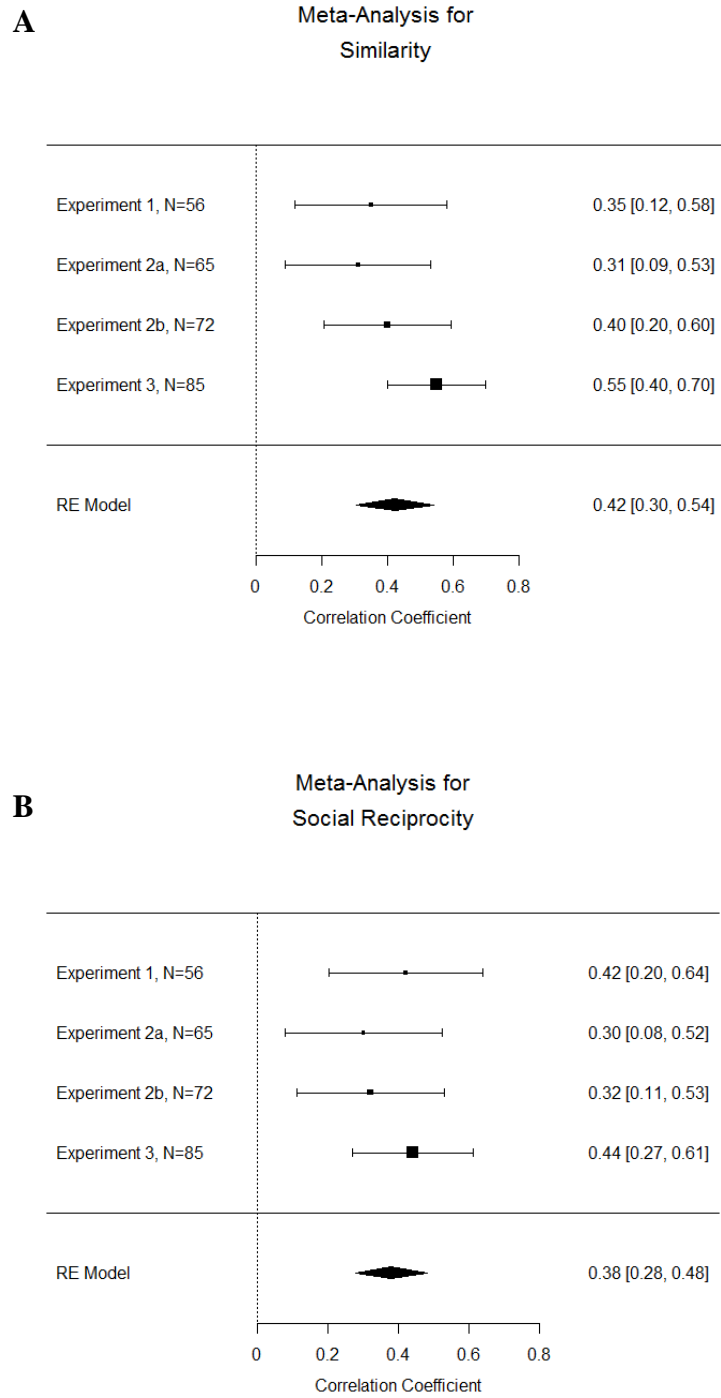 A
Meta-Analysis for
Similarity
Experiment 1, N=56 0.35 [0.12, 0.58]
Experiment 2a, N=65 0.31 [0.09, 0.53]
Experiment 2b, N=72 0.40 [0.20, 0.60]
Experiment 3, N=85 0.55 [0.40, 0.70]
RE Model 0.42 [0.30, 0.54]
0 0.2 0.4 0.6 0.8
Correlation Coefficient
B
Meta-Analysis for
Social Reciprocity
Experiment 1, N=56 0.42 [0.20, 0.64]
Experiment 2a, N=65 0.30 [0.08, 0.52]
Experiment 2b, N=72 0.32 [0.11, 0.53]
Experiment 3, N=85 0.44 [0.27, 0.61]
RE Model 0.38 [0.28, 0.48]
0 0.2 0.4 0.6 0.8
Correlation Coefficient